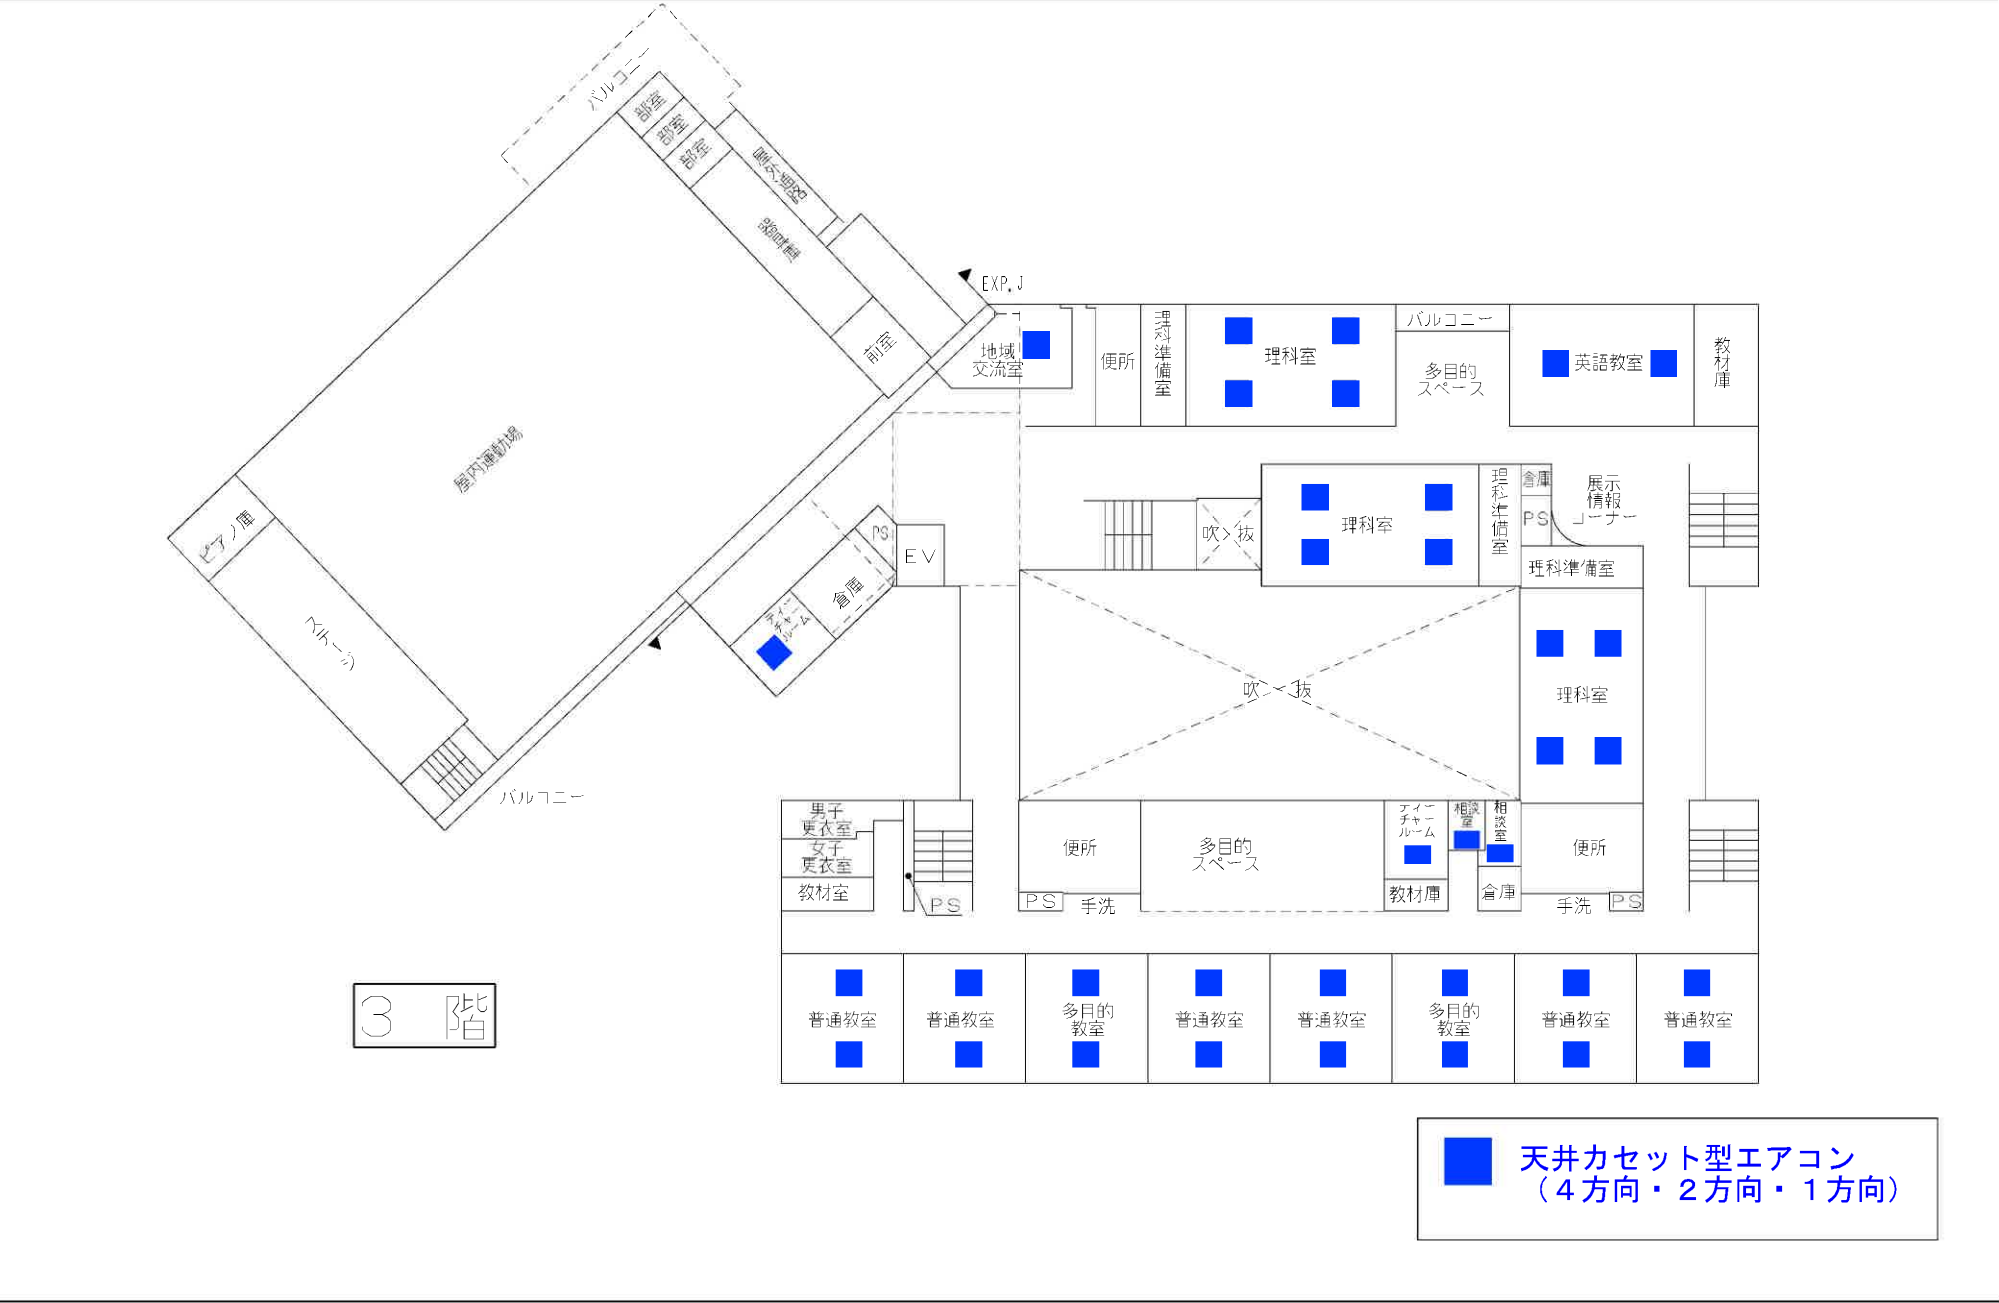 バルコニー
部室
部室
部室
屋外通路
器具庫
前室
EXP.J
地域
交流室
便所
理科準備室
理科室
バルコニー
多目的
スペース
英語教室
教材庫
屋内運動場
ピアノ庫
ステージ
バルコニー
PS
EV
倉庫
ティー
チャー
ルーム
吹抜
理科室
理科準備室
倉庫
PS
展示
情報
コーナー
理科準備室
理科室
吹抜
男子
更衣室
女子
更衣室
教材室
PS
便所
PS
手洗
多目的
スペース
ティー
チャー
ルーム
教材庫
相談
室
相談室
倉庫
便所
手洗
PS
普通教室
普通教室
多目的
教室
普通教室
普通教室
多目的
教室
普通教室
普通教室
3 階
天井カセット型エアコン
(4方向・2方向・1方向)